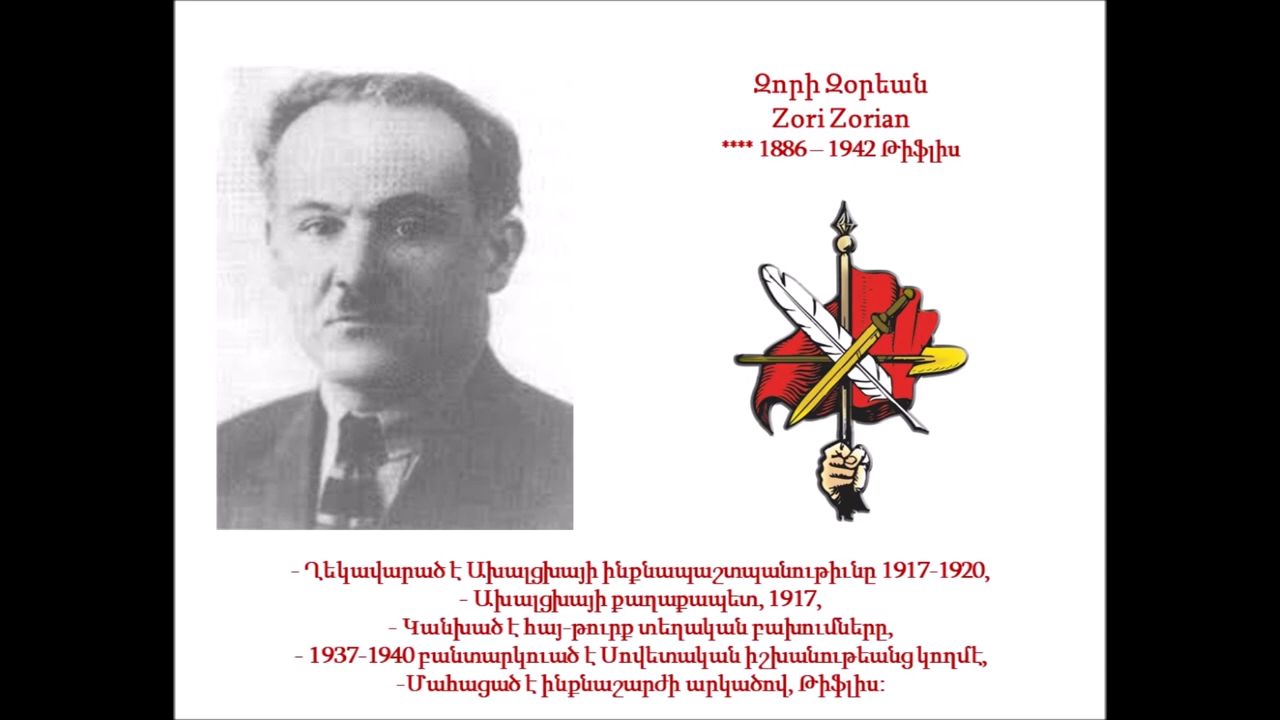 Զորի Զօրեան
Zori Zorian
**** 1886 – 1942 Թիֆլիս
- Ղեկավարած է Ախալցխայի ինքնապաշտպանութիւնը 1917-1920,
- Ախալցխայի քաղաքապետ, 1917,
- Կանխած է հայ-թուրք տեղական բախումները,
- 1937-1940 բանտարկուած է Սովետական իշխանութեանց կողմէ,
-Մահացած է ինքնաշարժի արկածով, Թիֆլիս։